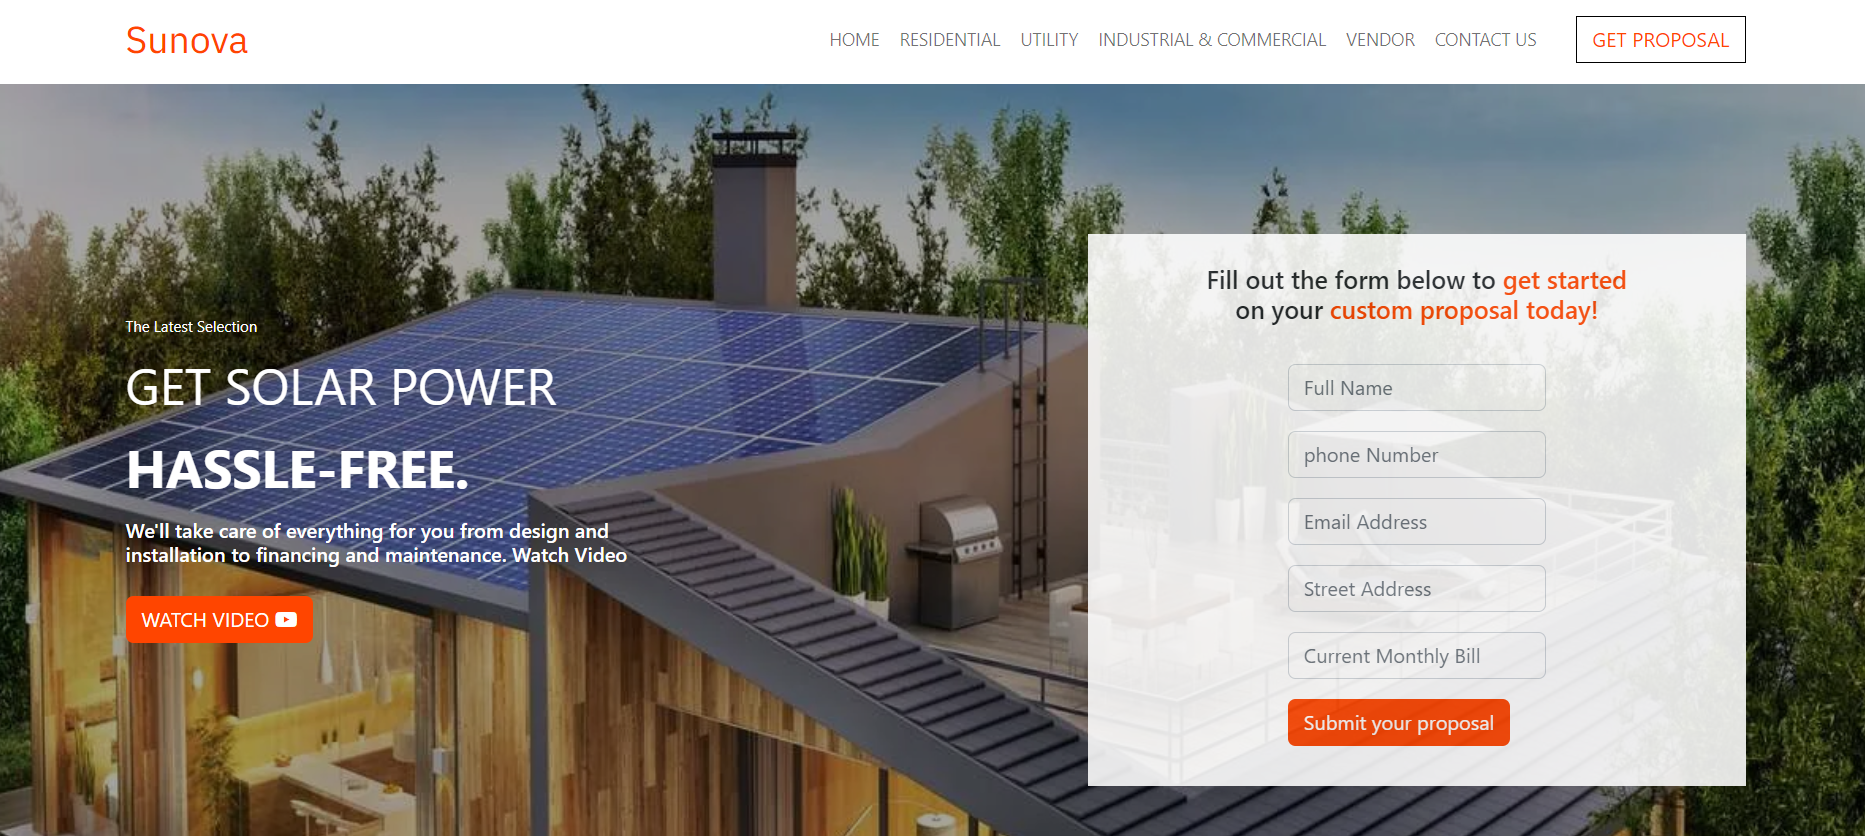 Sunova
HOME RESIDENTIAL UTILITY INDUSTRIAL & COMMERCIAL VENDOR CONTACT US GET PROPOSAL
The Latest Selection
GET SOLAR POWER
HASSLE-FREE.
We'll take care of everything for you from design and
installation to financing and maintenance. Watch Video
WATCH VIDEO
Fill out the form below to get started
on your custom proposal today!
Full Name
phone Number
Email Address
Street Address
Current Monthly Bill
Submit your proposal